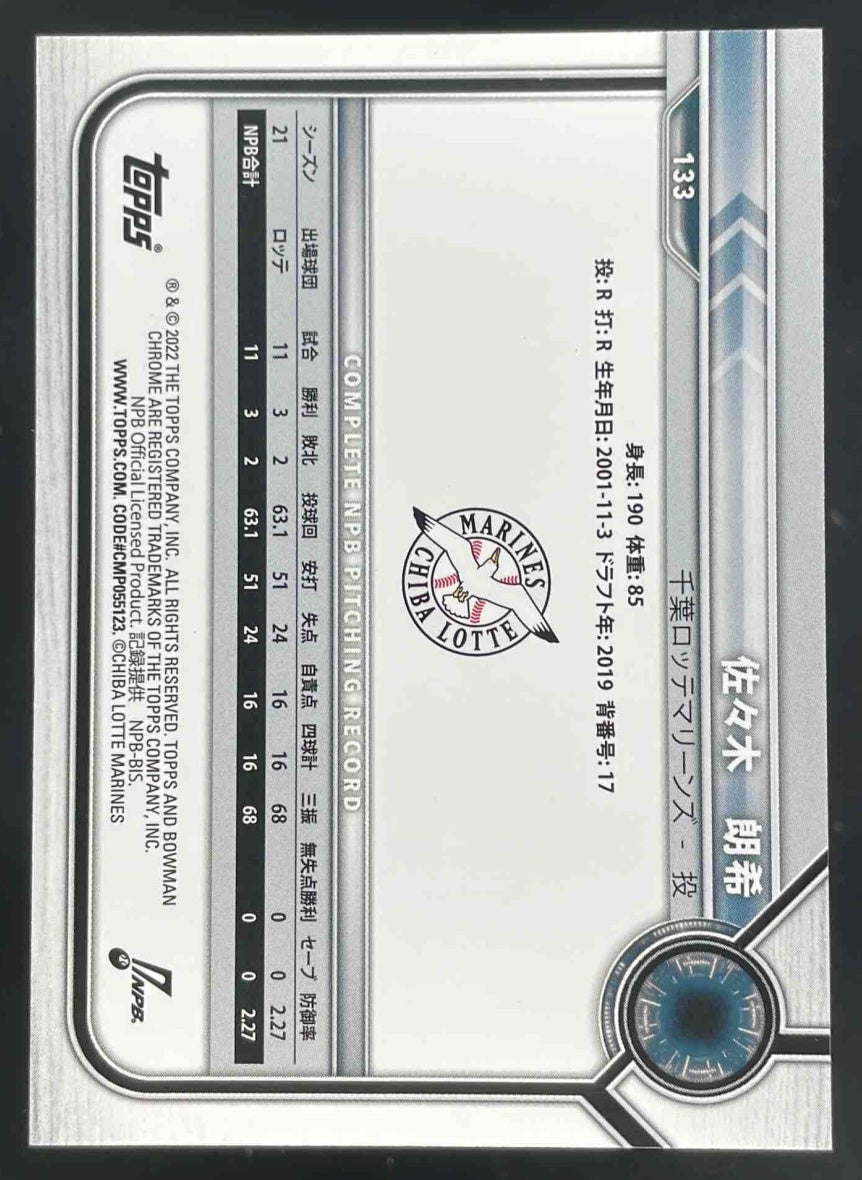 133
佐々木 朗希
千葉ロッテマリーンズ - 投
身長: 190 体重: 85
投: R 打: R 生年月日: 2001-11-3 ドラフト年: 2019 背番号: 17
MARINES
CHIBA LOTTE
COMPLETE NPB PITCHING RECORD
シーズン 出場球団 試合 勝利 敗北 投球回 安打 失点 自責点 四球計 三振 無失点勝利 セーブ 防御率
21 ロッテ 11 3 2 63.1 51 24 16 16 68 0 0 2.27
NPB合計 11 3 2 63.1 51 24 16 16 68 0 0 2.27
topps®
® & © 2022 THE TOPPS COMPANY, INC. ALL RIGHTS RESERVED. TOPPS AND BOWMAN
CHROME ARE REGISTERED TRADEMARKS OF THE TOPPS COMPANY, INC.
NPB Official Licensed Product. 記録提供 NPB-BIS.
WWW.TOPPS.COM. CODE#CMP055123. ©CHIBA LOTTE MARINES
NPB.